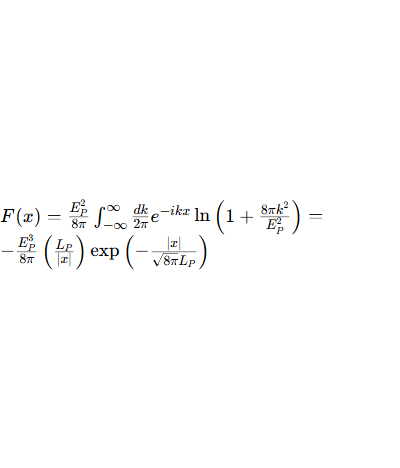 F(x) = \frac{E_P^2}{8\pi} \int_{-\infty}^{\infty} \frac{dk}{2\pi} e^{-ikx} \ln \left( 1 + \frac{8\pi k^2}{E_P^2} \right) =
-\frac{E_P^3}{8\pi} \left( \frac{L_P}{|x|} \right) \exp \left( -\frac{|x|}{\sqrt{8\pi} L_P} \right)